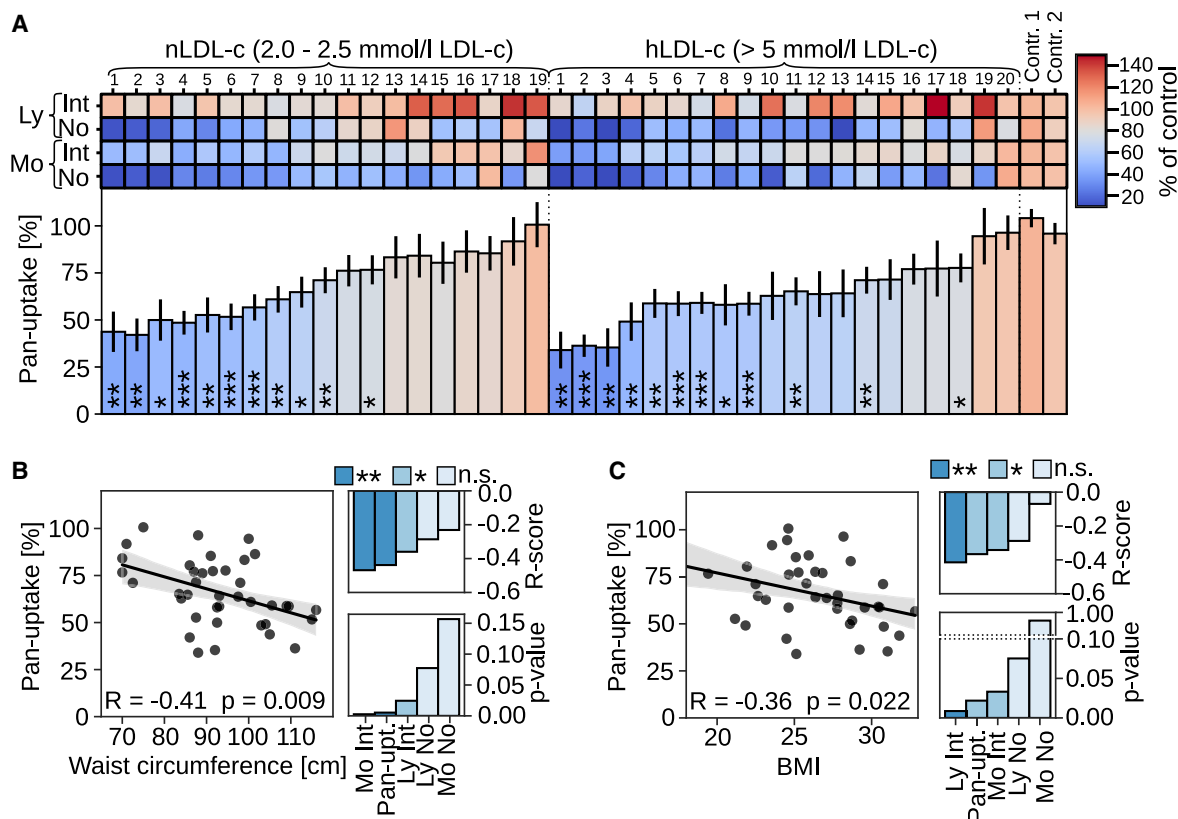 A
nLDL-c (2.0 - 2.5 mmol/l LDL-c)
hLDL-c (> 5 mmol/l LDL-c)
Contr. 1
Contr. 2
1 2 3 4 5 6 7 8 9 10 11 12 13 14 15 16 17 18 19
1 2 3 4 5 6 7 8 9 10 11 12 13 14 15 16 17 18 19 20
Ly
Int
No
Mo
Int
No
140
120
100
80
60
40
20
% of control
Pan-uptake [%]
100
75
50
25
0
** ** * *** ** *** *** ** * ** *
** *** ** ** ** *** *** * *** ** ** *
B
** * n.s.
Pan-uptake [%]
100
75
50
25
0
R = -0.41 p = 0.009
70 80 90 100 110
Waist circumference [cm]
0.0
-0.2
-0.4
-0.6
R-score
0.15
0.10
0.05
0.00
p-value
Mo Int
Pan-upt.
Ly Int
Ly No
Mo No
C
** * n.s.
Pan-uptake [%]
100
75
50
25
0
R = -0.36 p = 0.022
20 25 30
BMI
0.0
-0.2
-0.4
-0.6
R-score
1.00
0.10
0.05
1.00
p-value
Ly Int
Pan-upt.
Mo Int
Ly No
Mo No